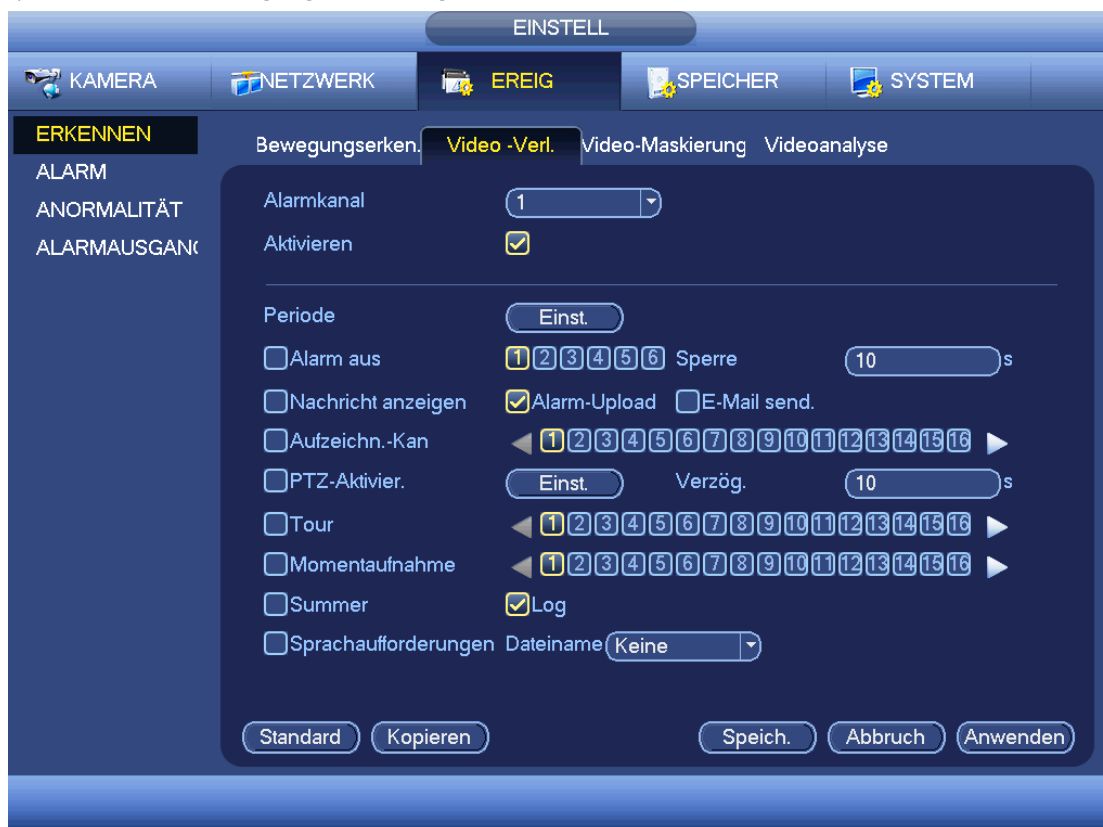 EINSTELL
KAMERA NETZWERK EREIG SPEICHER SYSTEM
ERKENNEN
ALARM
ANORMALITÄT
ALARMAUSGAN
Bewegungserken. Video -Verl. Video-Maskierung Videoanalyse
Alarmkanal 1
Aktivieren
Periode Einst.
Alarm aus 1 2 3 4 5 6 Sperre 10 s
Nachricht anzeigen Alarm-Upload E-Mail send.
Aufzeichn.-Kan 1 2 3 4 5 6 7 8 9 10 11 12 13 14 15 16
PTZ-Aktivier. Einst. Verzög. 10 s
Tour 1 2 3 4 5 6 7 8 9 10 11 12 13 14 15 16
Momentaufnahme 1 2 3 4 5 6 7 8 9 10 11 12 13 14 15 16
Summer Log
Sprachaufforderungen Dateiname Keine
Standard Kopieren Speich. Abbruch Anwenden